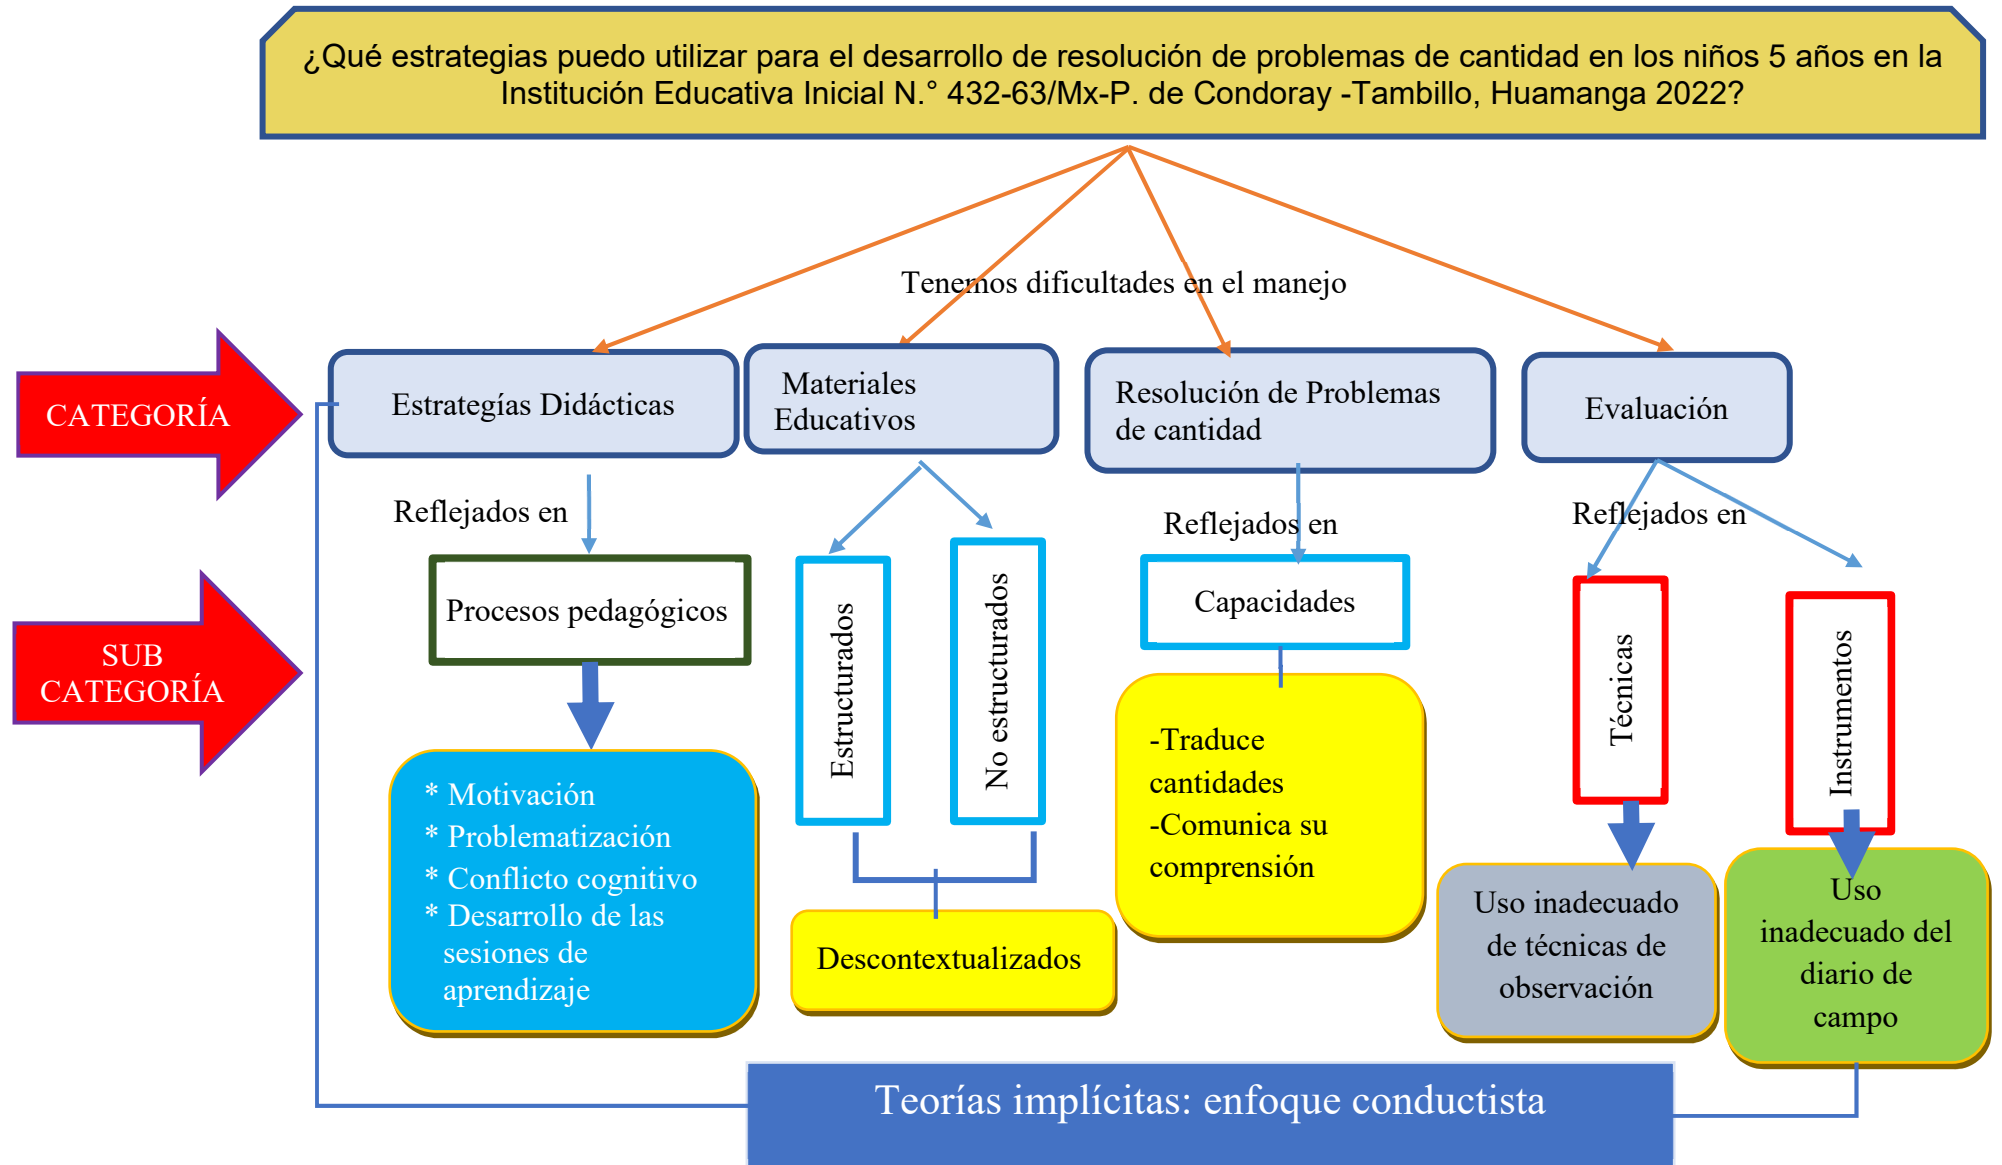 ¿Qué estrategias puedo utilizar para el desarrollo de resolución de problemas de cantidad en los niños 5 años en la
Institución Educativa Inicial N.° 432-63/Mx-P. de Condoray -Tambillo, Huamanga 2022?
Tenemos dificultades en el manejo
CATEGORÍA
Estrategías Didácticas
Materiales
Educativos
Resolución de Problemas
de cantidad
Evaluación
Reflejados en
Reflejados en
Reflejados en
SUB
CATEGORÍA
Procesos pedagógicos
Estructurados
No estructurados
Capacidades
Técnicas
Instrumentos
* Motivación
* Problematización
* Conflicto cognitivo
* Desarrollo de las
sesiones de
aprendizaje
Descontextualizados
-Traduce
cantidades
-Comunica su
comprensión
Uso inadecuado
de técnicas de
observación
Uso
inadecuado del
diario de
campo
Teorías implícitas: enfoque conductista